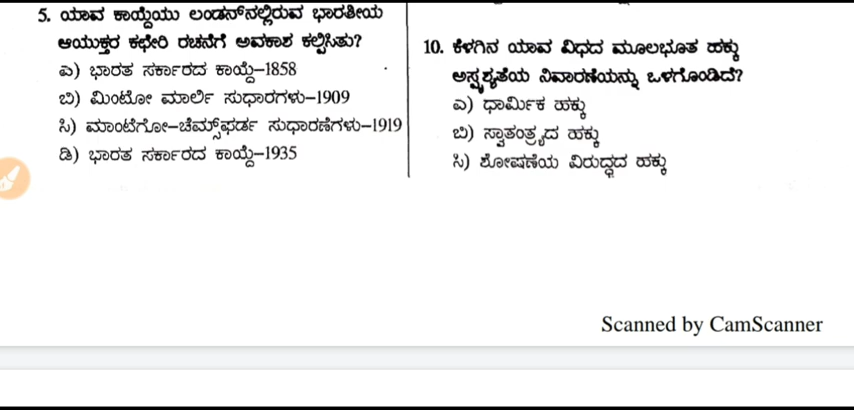 5. ಯಾವ ಕಾಯ್ದೆಯು ಲಂಡನ್‌ನಲ್ಲಿರುವ ಭಾರತೀಯ
ಆಯುಕ್ತರ ಕಛೇರಿ ರಚನೆಗೆ ಅವಕಾಶ ಕಲ್ಪಿಸಿತು?
ಎ) ಭಾರತ ಸರ್ಕಾರದ ಕಾಯ್ದೆ–1858
ಬಿ) ಮಿಂಟೋ ಮಾರ್ಲೆ ಸುಧಾರಗಳು–1909
ಸಿ) ಮಾಂಟೆಗೋ–ಚೆಮ್ಸ್‌ಫರ್ಡ್ ಸುಧಾರಣೆಗಳು–1919
ಡಿ) ಭಾರತ ಸರ್ಕಾರದ ಕಾಯ್ದೆ–1935
10. ಕೆಳಗಿನ ಯಾವ ವಿಧದ ಮೂಲಭೂತ ಹಕ್ಕು
ಅಸ್ಪೃಶ್ಯತೆಯ ನಿವಾರಣೆಯನ್ನು ಒಳಗೊಂಡಿದೆ?
ಎ) ಧಾರ್ಮಿಕ ಹಕ್ಕು
ಬಿ) ಸ್ವಾತಂತ್ರ್ಯದ ಹಕ್ಕು
ಸಿ) ಶೋಷಣೆಯ ವಿರುದ್ಧದ ಹಕ್ಕು
Scanned by CamScanner